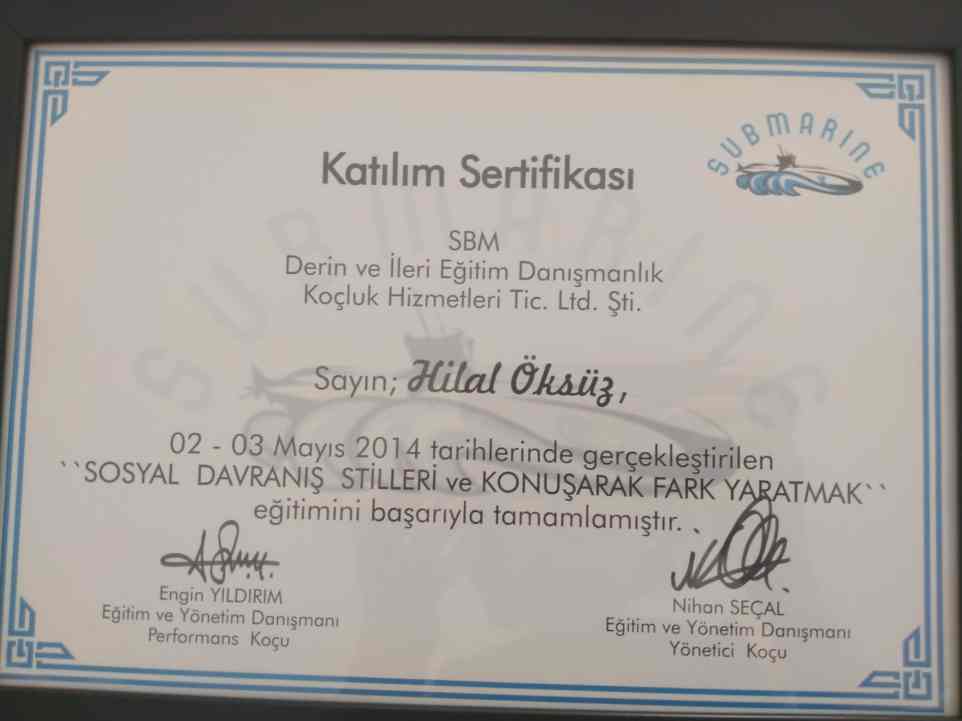 SUBMARINE
Katılım Sertifikası
SBM
Derin ve İleri Eğitim Danışmanlık
Koçluk Hizmetleri Tic. Ltd. Şti.
Sayın; Hilal Öksüz,
02 - 03 Mayıs 2014 tarihlerinde gerçekleştirilen
``SOSYAL DAVRANIŞ STİLLERİ ve KONUŞARAK FARK YARATMAK``
eğitimini başarıyla tamamlamıştır.
Engin YILDIRIM
Eğitim ve Yönetim Danışmanı
Performans Koçu
Nihan SEÇAL
Eğitim ve Yönetim Danışmanı
Yönetici Koçu